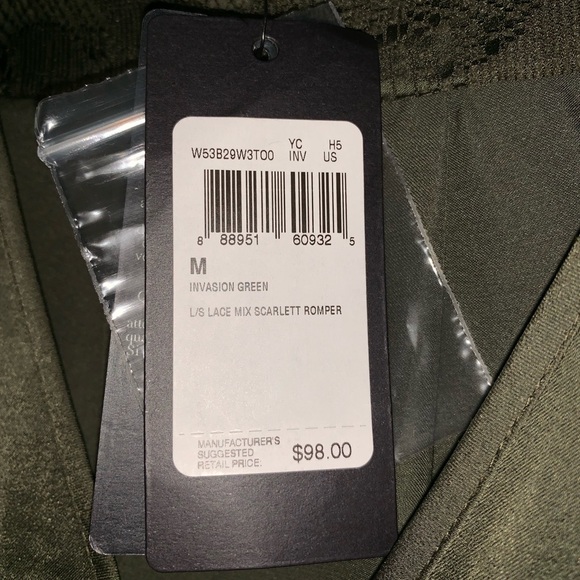 W53B29W3TO0 YC H5
INV US
8 88951 60932 5
M
INVASION GREEN
L/S LACE MIX SCARLETT ROMPER
MANUFACTURER'S
SUGGESTED
RETAIL PRICE: $98.00